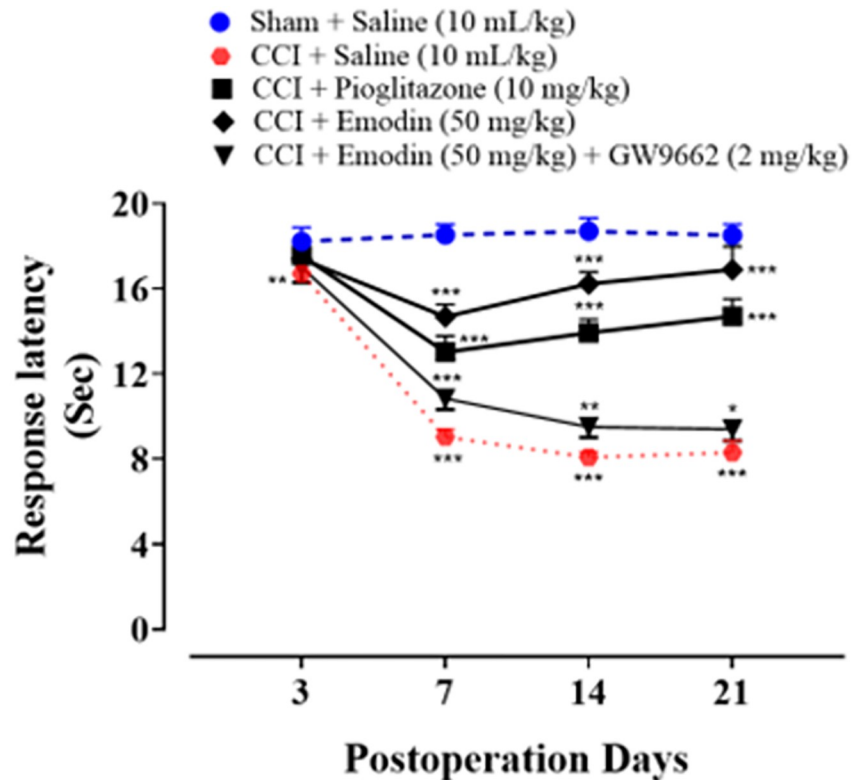 Sham + Saline (10 mL/kg)
CCI + Saline (10 mL/kg)
CCI + Pioglitazone (10 mg/kg)
CCI + Emodin (50 mg/kg)
CCI + Emodin (50 mg/kg) + GW9662 (2 mg/kg)
Response latency
(Sec)
20
16
12
8
4
0
**
***
***
***
***
***
***
**
***
***
***
*
***
3
7
14
21
Postoperation Days